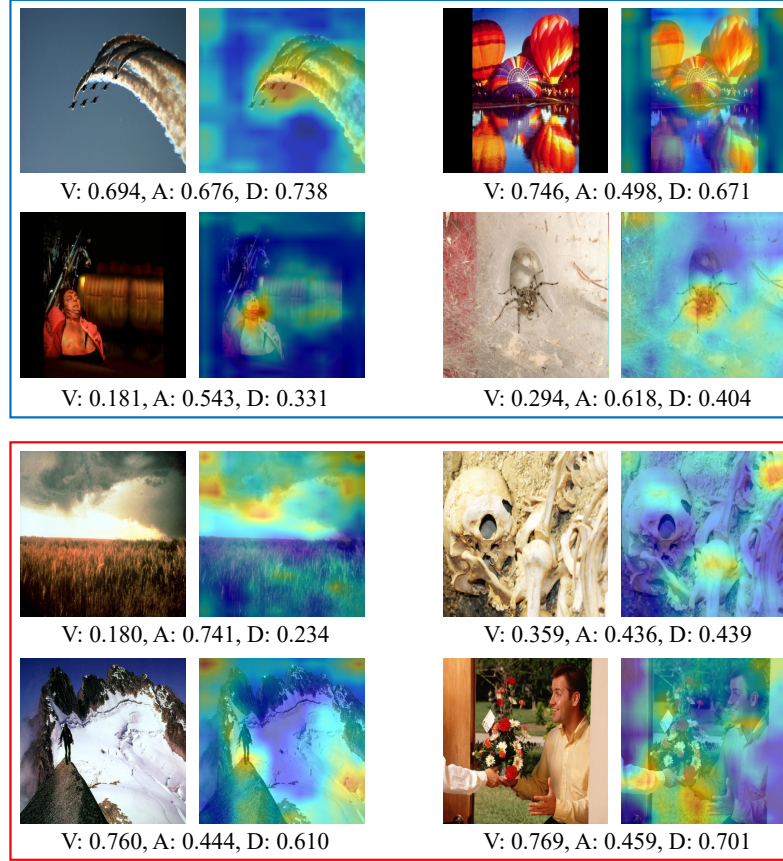 V: 0.694, A: 0.676, D: 0.738
V: 0.746, A: 0.498, D: 0.671
V: 0.181, A: 0.543, D: 0.331
V: 0.294, A: 0.618, D: 0.404
V: 0.180, A: 0.741, D: 0.234
V: 0.359, A: 0.436, D: 0.439
V: 0.760, A: 0.444, D: 0.610
V: 0.769, A: 0.459, D: 0.701